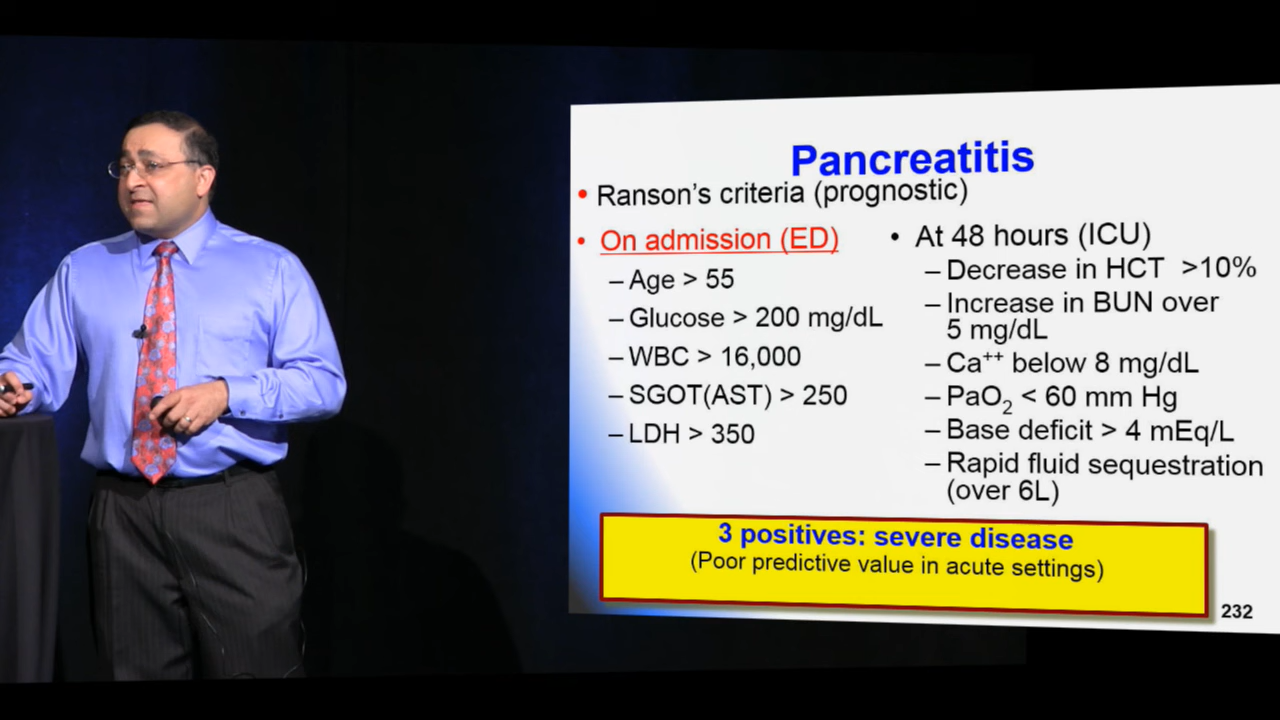 Pancreatitis
• Ranson's criteria (prognostic)
• On admission (ED)
– Age > 55
– Glucose > 200 mg/dL
– WBC > 16,000
– SGOT(AST) > 250
– LDH > 350
• At 48 hours (ICU)
– Decrease in HCT >10%
– Increase in BUN over
5 mg/dL
– Ca⁺⁺ below 8 mg/dL
– PaO₂ < 60 mm Hg
– Base deficit > 4 mEq/L
– Rapid fluid sequestration
(over 6L)
3 positives: severe disease
(Poor predictive value in acute settings)
232